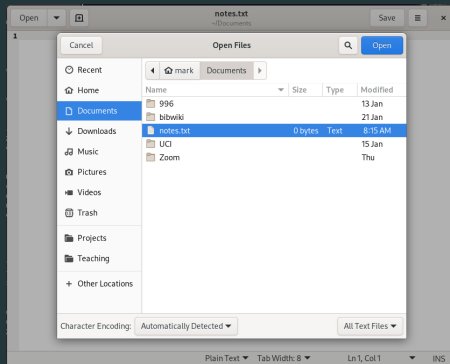 Open
notes.txt
~/Documents
Save
1
Cancel
Open Files
Open
Recent
Home
Documents
Downloads
Music
Pictures
Videos
Trash
Projects
Teaching
+ Other Locations
mark Documents
Name Size Type Modified
996 13 Jan
bibwiki 21 Jan
notes.txt 0 bytes Text 8:15 AM
UCI 15 Jan
Zoom Thu
Character Encoding: Automatically Detected All Text Files
Plain Text Tab Width: 8 Ln 1, Col 1 INS